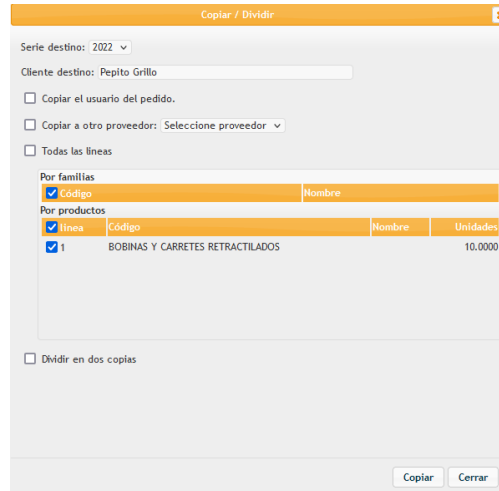 Copiar / Dividir
Serie destino: 2022
Cliente destino: Pepito Grillo
Copiar el usuario del pedido.
Copiar a otro proveedor: Seleccione proveedor
Todas las lineas
Por familias
Código Nombre
Por productos
línea Código Nombre Unidades
1 BOBINAS Y CARRETES RETRACTILADOS 10.0000
Dividir en dos copias
Copiar Cerrar